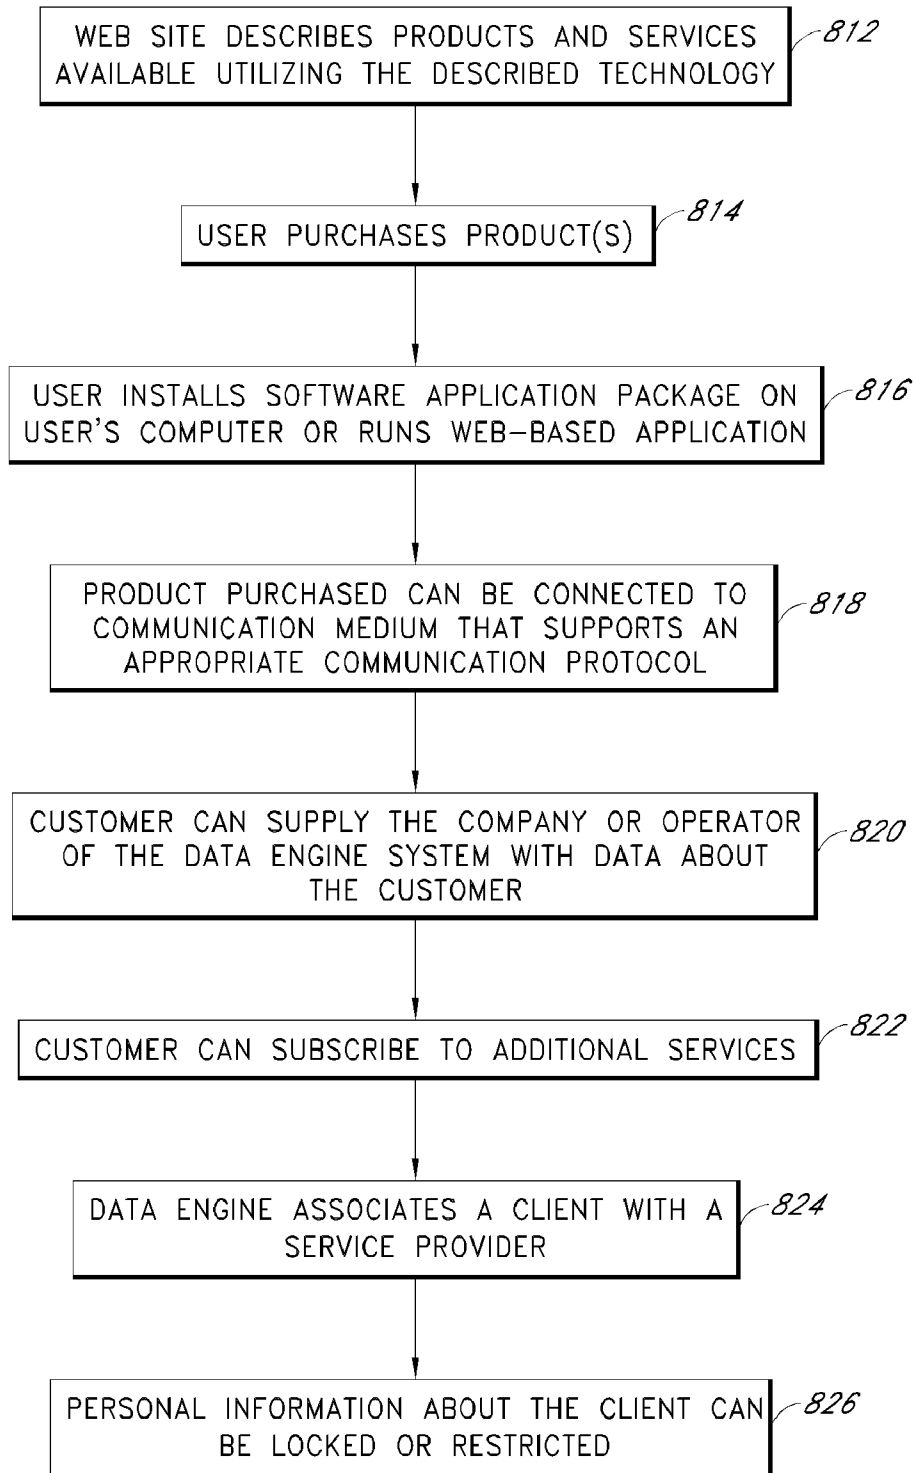 WEB SITE DESCRIBES PRODUCTS AND SERVICES
AVAILABLE UTILIZING THE DESCRIBED TECHNOLOGY
812
USER PURCHASES PRODUCT(S)
814
USER INSTALLS SOFTWARE APPLICATION PACKAGE ON
USER'S COMPUTER OR RUNS WEB-BASED APPLICATION
816
PRODUCT PURCHASED CAN BE CONNECTED TO
COMMUNICATION MEDIUM THAT SUPPORTS AN
APPROPRIATE COMMUNICATION PROTOCOL
818
CUSTOMER CAN SUPPLY THE COMPANY OR OPERATOR
OF THE DATA ENGINE SYSTEM WITH DATA ABOUT
THE CUSTOMER
820
CUSTOMER CAN SUBSCRIBE TO ADDITIONAL SERVICES
822
DATA ENGINE ASSOCIATES A CLIENT WITH A
SERVICE PROVIDER
824
PERSONAL INFORMATION ABOUT THE CLIENT CAN
BE LOCKED OR RESTRICTED
826